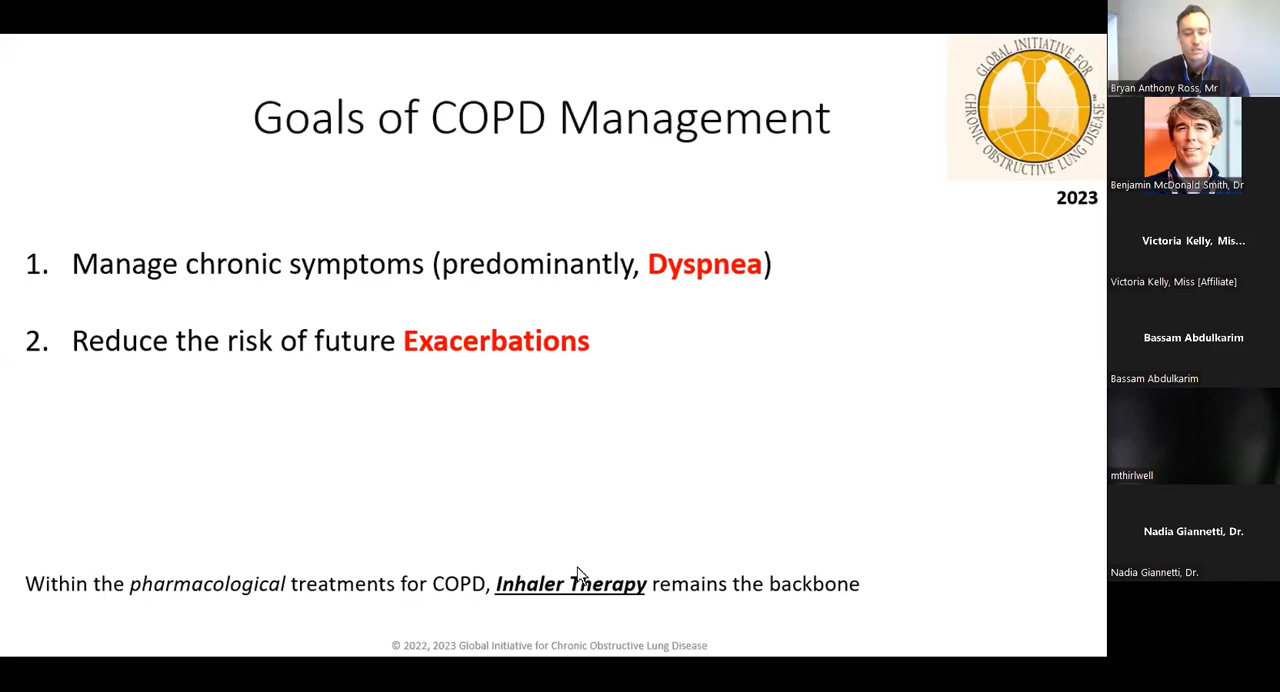 Goals of COPD Management
GLOBAL INITIATIVE FOR
CHRONIC OBSTRUCTIVE LUNG DISEASE™
2023
1. Manage chronic symptoms (predominantly, Dyspnea)
2. Reduce the risk of future Exacerbations
Within the pharmacological treatments for COPD, Inhaler Therapy remains the backbone
© 2022, 2023 Global Initiative for Chronic Obstructive Lung Disease
Bryan Anthony Ross, Mr
Benjamin McDonald Smith, Dr
Victoria Kelly, Mis...
Victoria Kelly, Miss [Affiliate]
Bassam Abdulkarim
Bassam Abdulkarim
mthirlwell
Nadia Giannetti, Dr.
Nadia Giannetti, Dr.